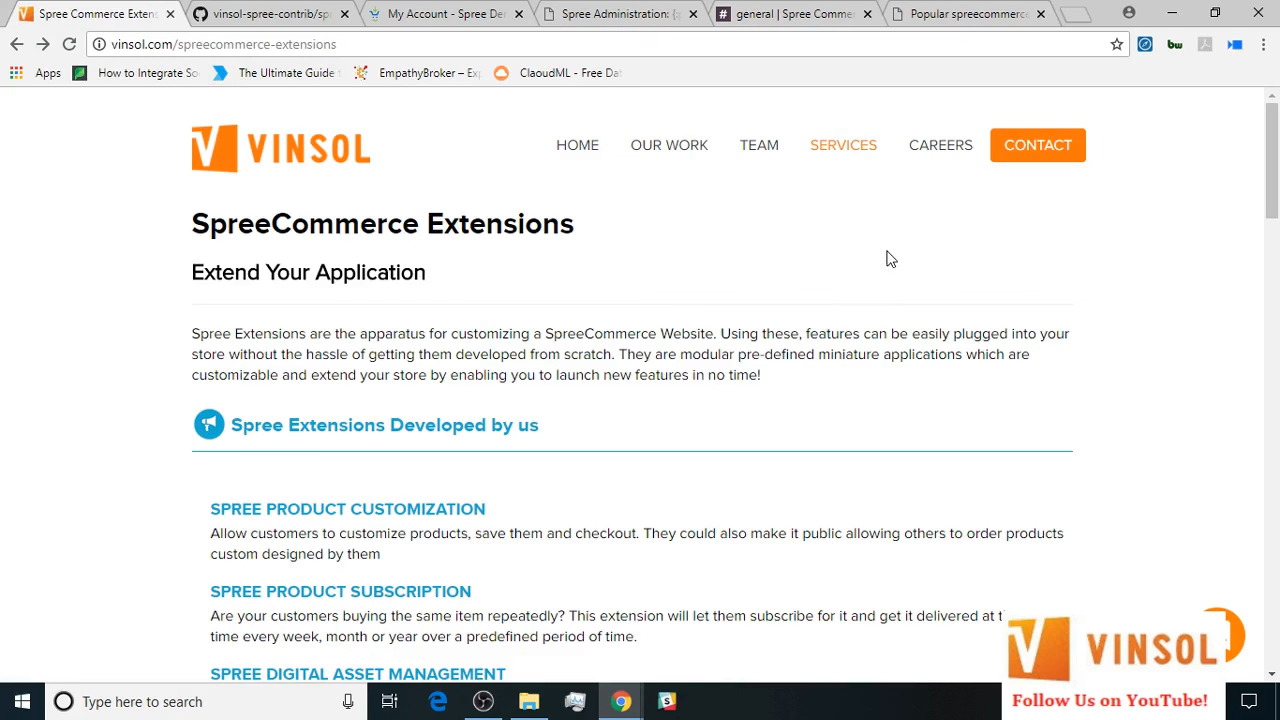 Spree Commerce Exten
vinsol-spree-contrib/spr
My Account - Spree De
Spree Administration: (
general | Spree Comme
Popular spreecommerc
vinsol.com/spreecommerce-extensions
Apps
How to Integrate So
The Ultimate Guide t
EmpathyBroker – Exp
ClaoudML - Free Dat
VINSOL
HOME
OUR WORK
TEAM
SERVICES
CAREERS
CONTACT
SpreeCommerce Extensions
Extend Your Application
Spree Extensions are the apparatus for customizing a SpreeCommerce Website. Using these, features can be easily plugged into your
store without the hassle of getting them developed from scratch. They are modular pre-defined miniature applications which are
customizable and extend your store by enabling you to launch new features in no time!
Spree Extensions Developed by us
SPREE PRODUCT CUSTOMIZATION
Allow customers to customize products, save them and checkout. They could also make it public allowing others to order products
custom designed by them
SPREE PRODUCT SUBSCRIPTION
Are your customers buying the same item repeatedly? This extension will let them subscribe for it and get it delivered at t
time every week, month or year over a predefined period of time.
SPREE DIGITAL ASSET MANAGEMENT
VINSOL
Follow Us on YouTube!
Type here to search